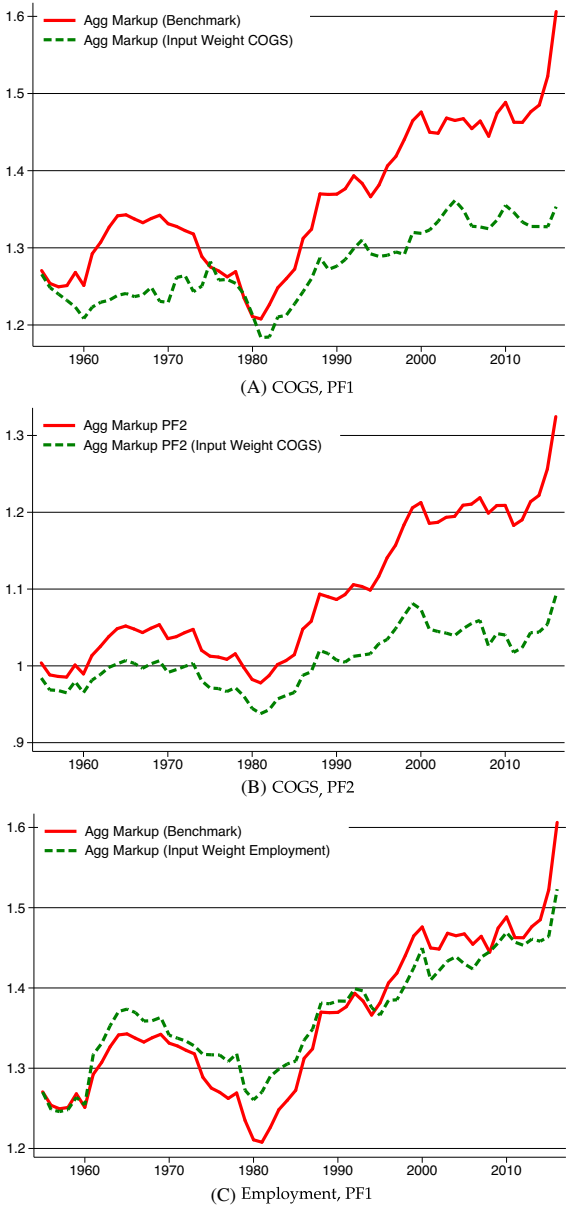 1.6
Agg Markup (Benchmark)
Agg Markup (Input Weight COGS)
1.5
1.4
1.3
1.2
1960 1970 1980 1990 2000 2010
(A) COGS, PF1
Agg Markup PF2
1.3
Agg Markup PF2 (Input Weight COGS)
1.2
1.1
1
.9
1960 1970 1980 1990 2000 2010
(B) COGS, PF2
1.6
Agg Markup (Benchmark)
Agg Markup (Input Weight Employment)
1.5
1.4
1.3
1.2
1960 1970 1980 1990 2000 2010
(C) Employment, PF1